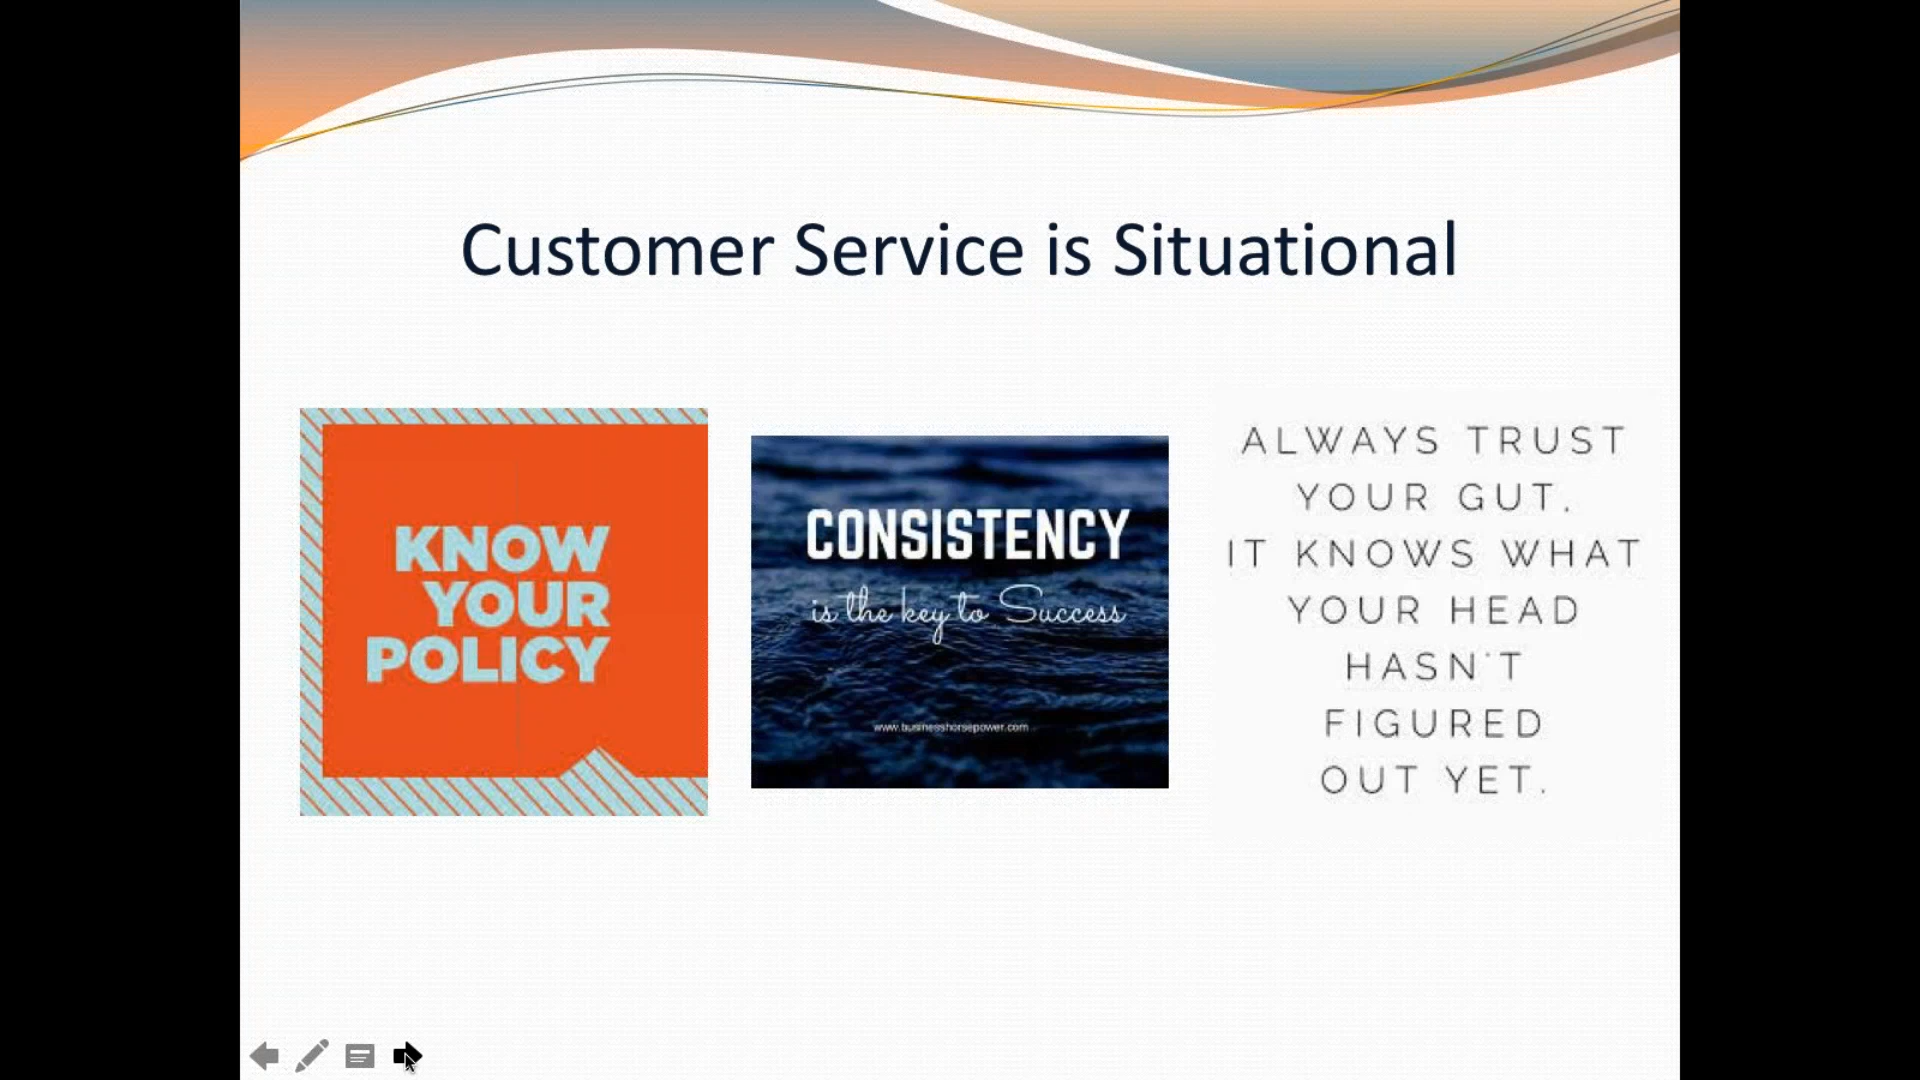 Customer Service is Situational
KNOW
YOUR
POLICY
CONSISTENCY
is the key to Success
www.businesshorsepower.com
ALWAYS TRUST
YOUR GUT.
IT KNOWS WHAT
YOUR HEAD
HASN'T
FIGURED
OUT YET.